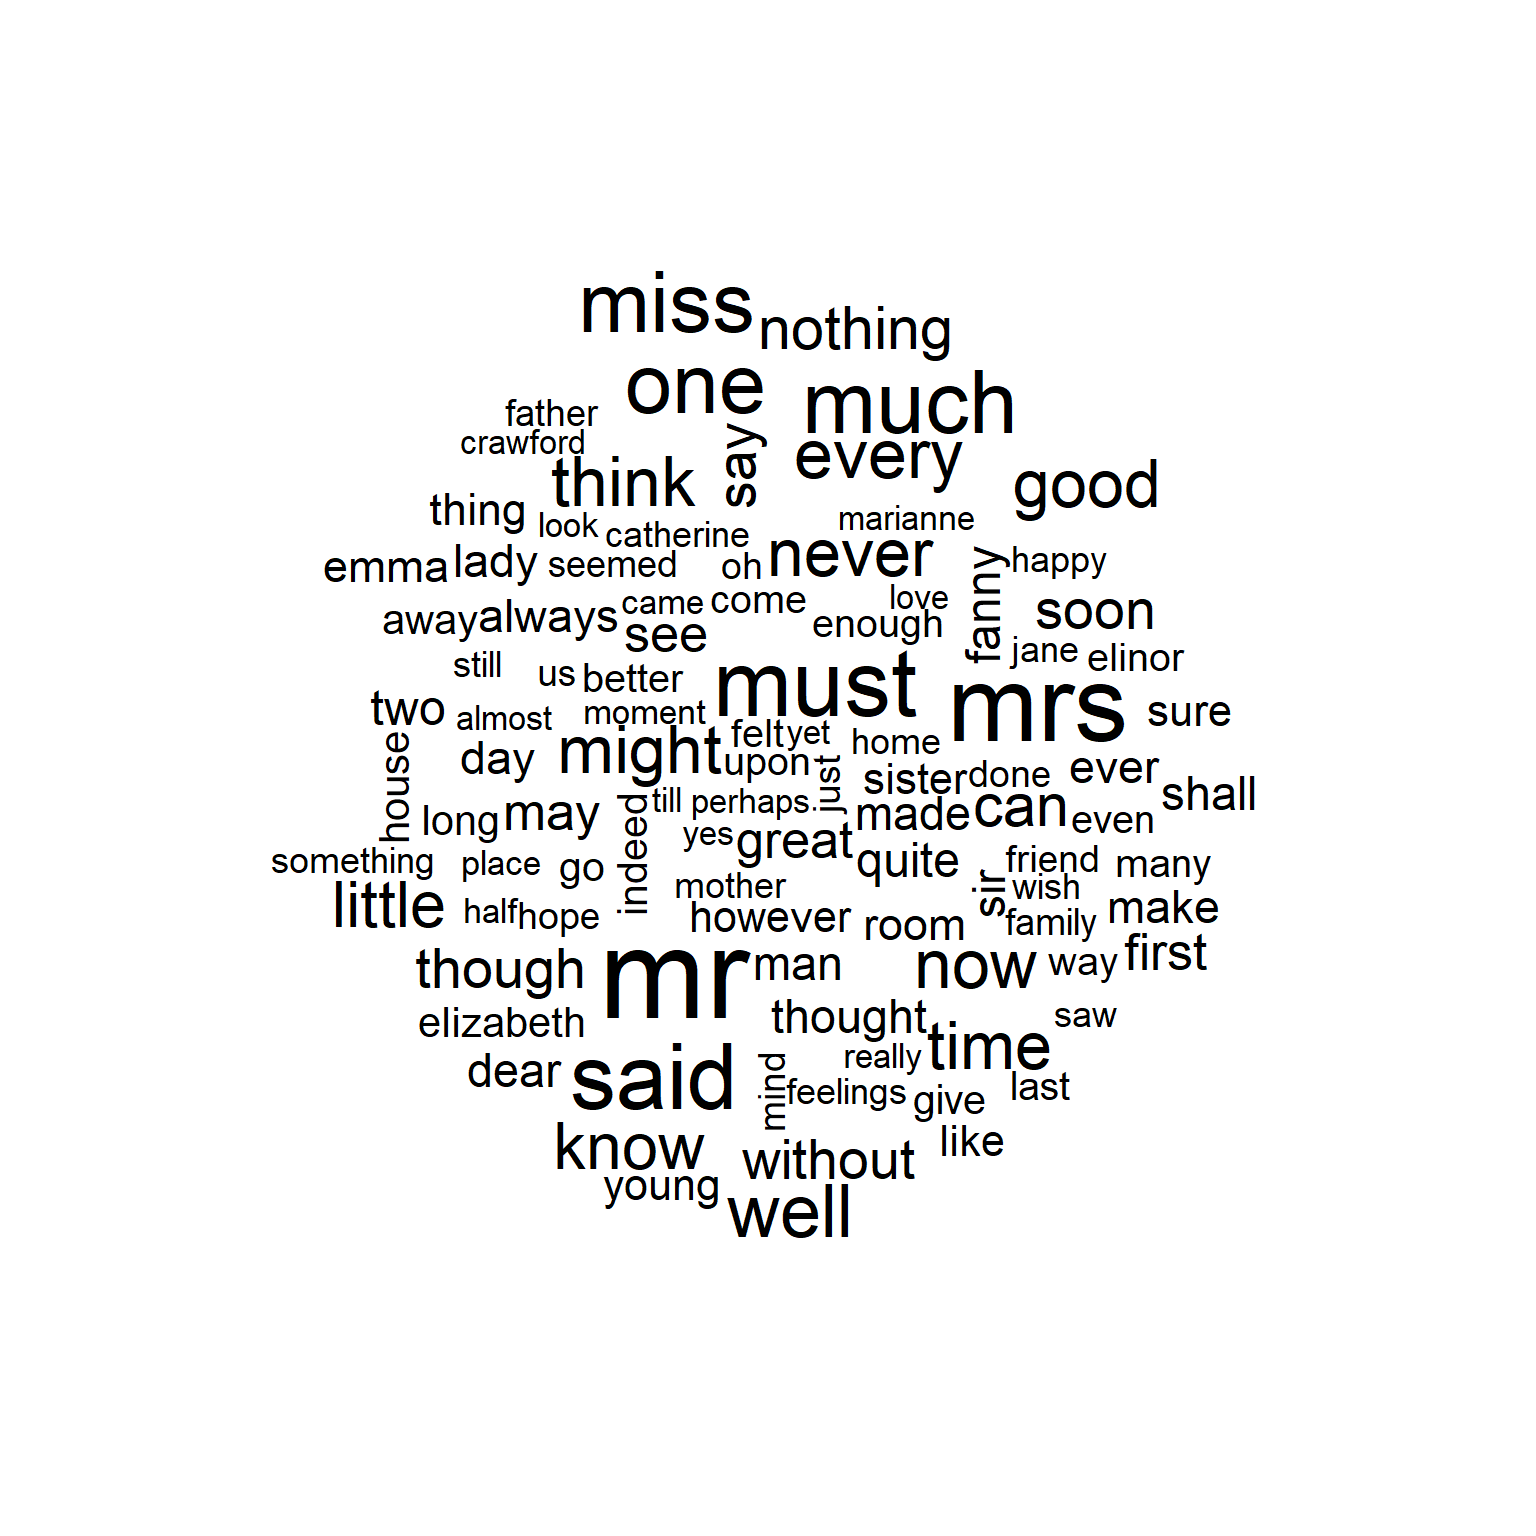 miss
nothing
one
much
father
crawford
say
every
think
good
thing
look
catherine
marianne
emma
lady
seemed
oh
never
fanny
happy
away
always
came
come
love
enough
soon
see
jane
elinor
still
us
better
must
mrs
two
almost
moment
sure
house
day
might
felt
yet
home
upon
just
sister
done
ever
shall
long
may
indeed
till
perhaps
made
can
even
yes
great
quite
friend
many
something
place
go
mother
sir
wish
little
half
hope
however
room
family
make
though
mr
man
now
way
first
elizabeth
thought
saw
dear
said
mind
really
time
feelings
give
last
know
without
like
young
well